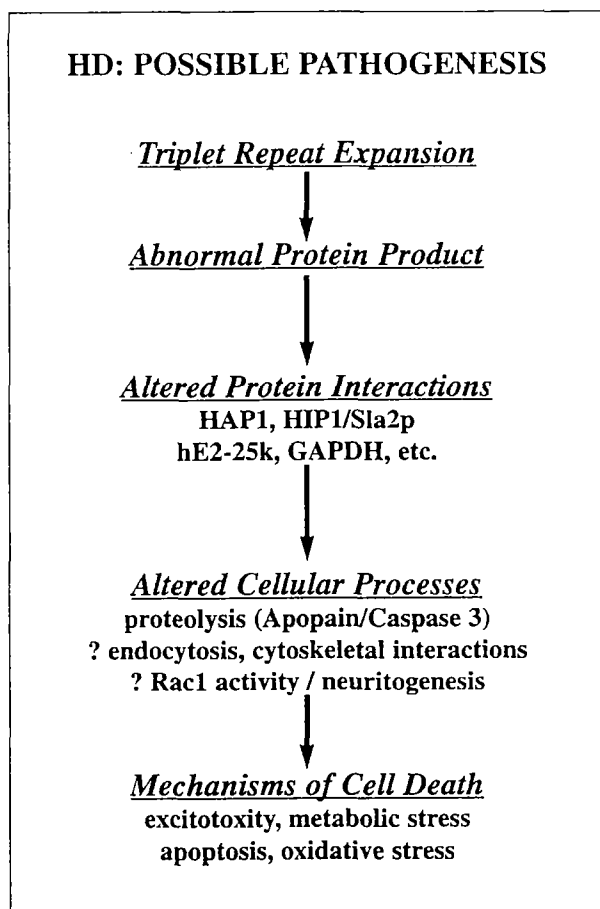 HD: POSSIBLE PATHOGENESIS
Triplet Repeat Expansion
Abnormal Protein Product
Altered Protein Interactions
HAP1, HIP1/Sla2p
hE2-25k, GAPDH, etc.
Altered Cellular Processes
proteolysis (Apopain/Caspase 3)
? endocytosis, cytoskeletal interactions
? Rac1 activity / neuritogenesis
Mechanisms of Cell Death
excitotoxity, metabolic stress
apoptosis, oxidative stress